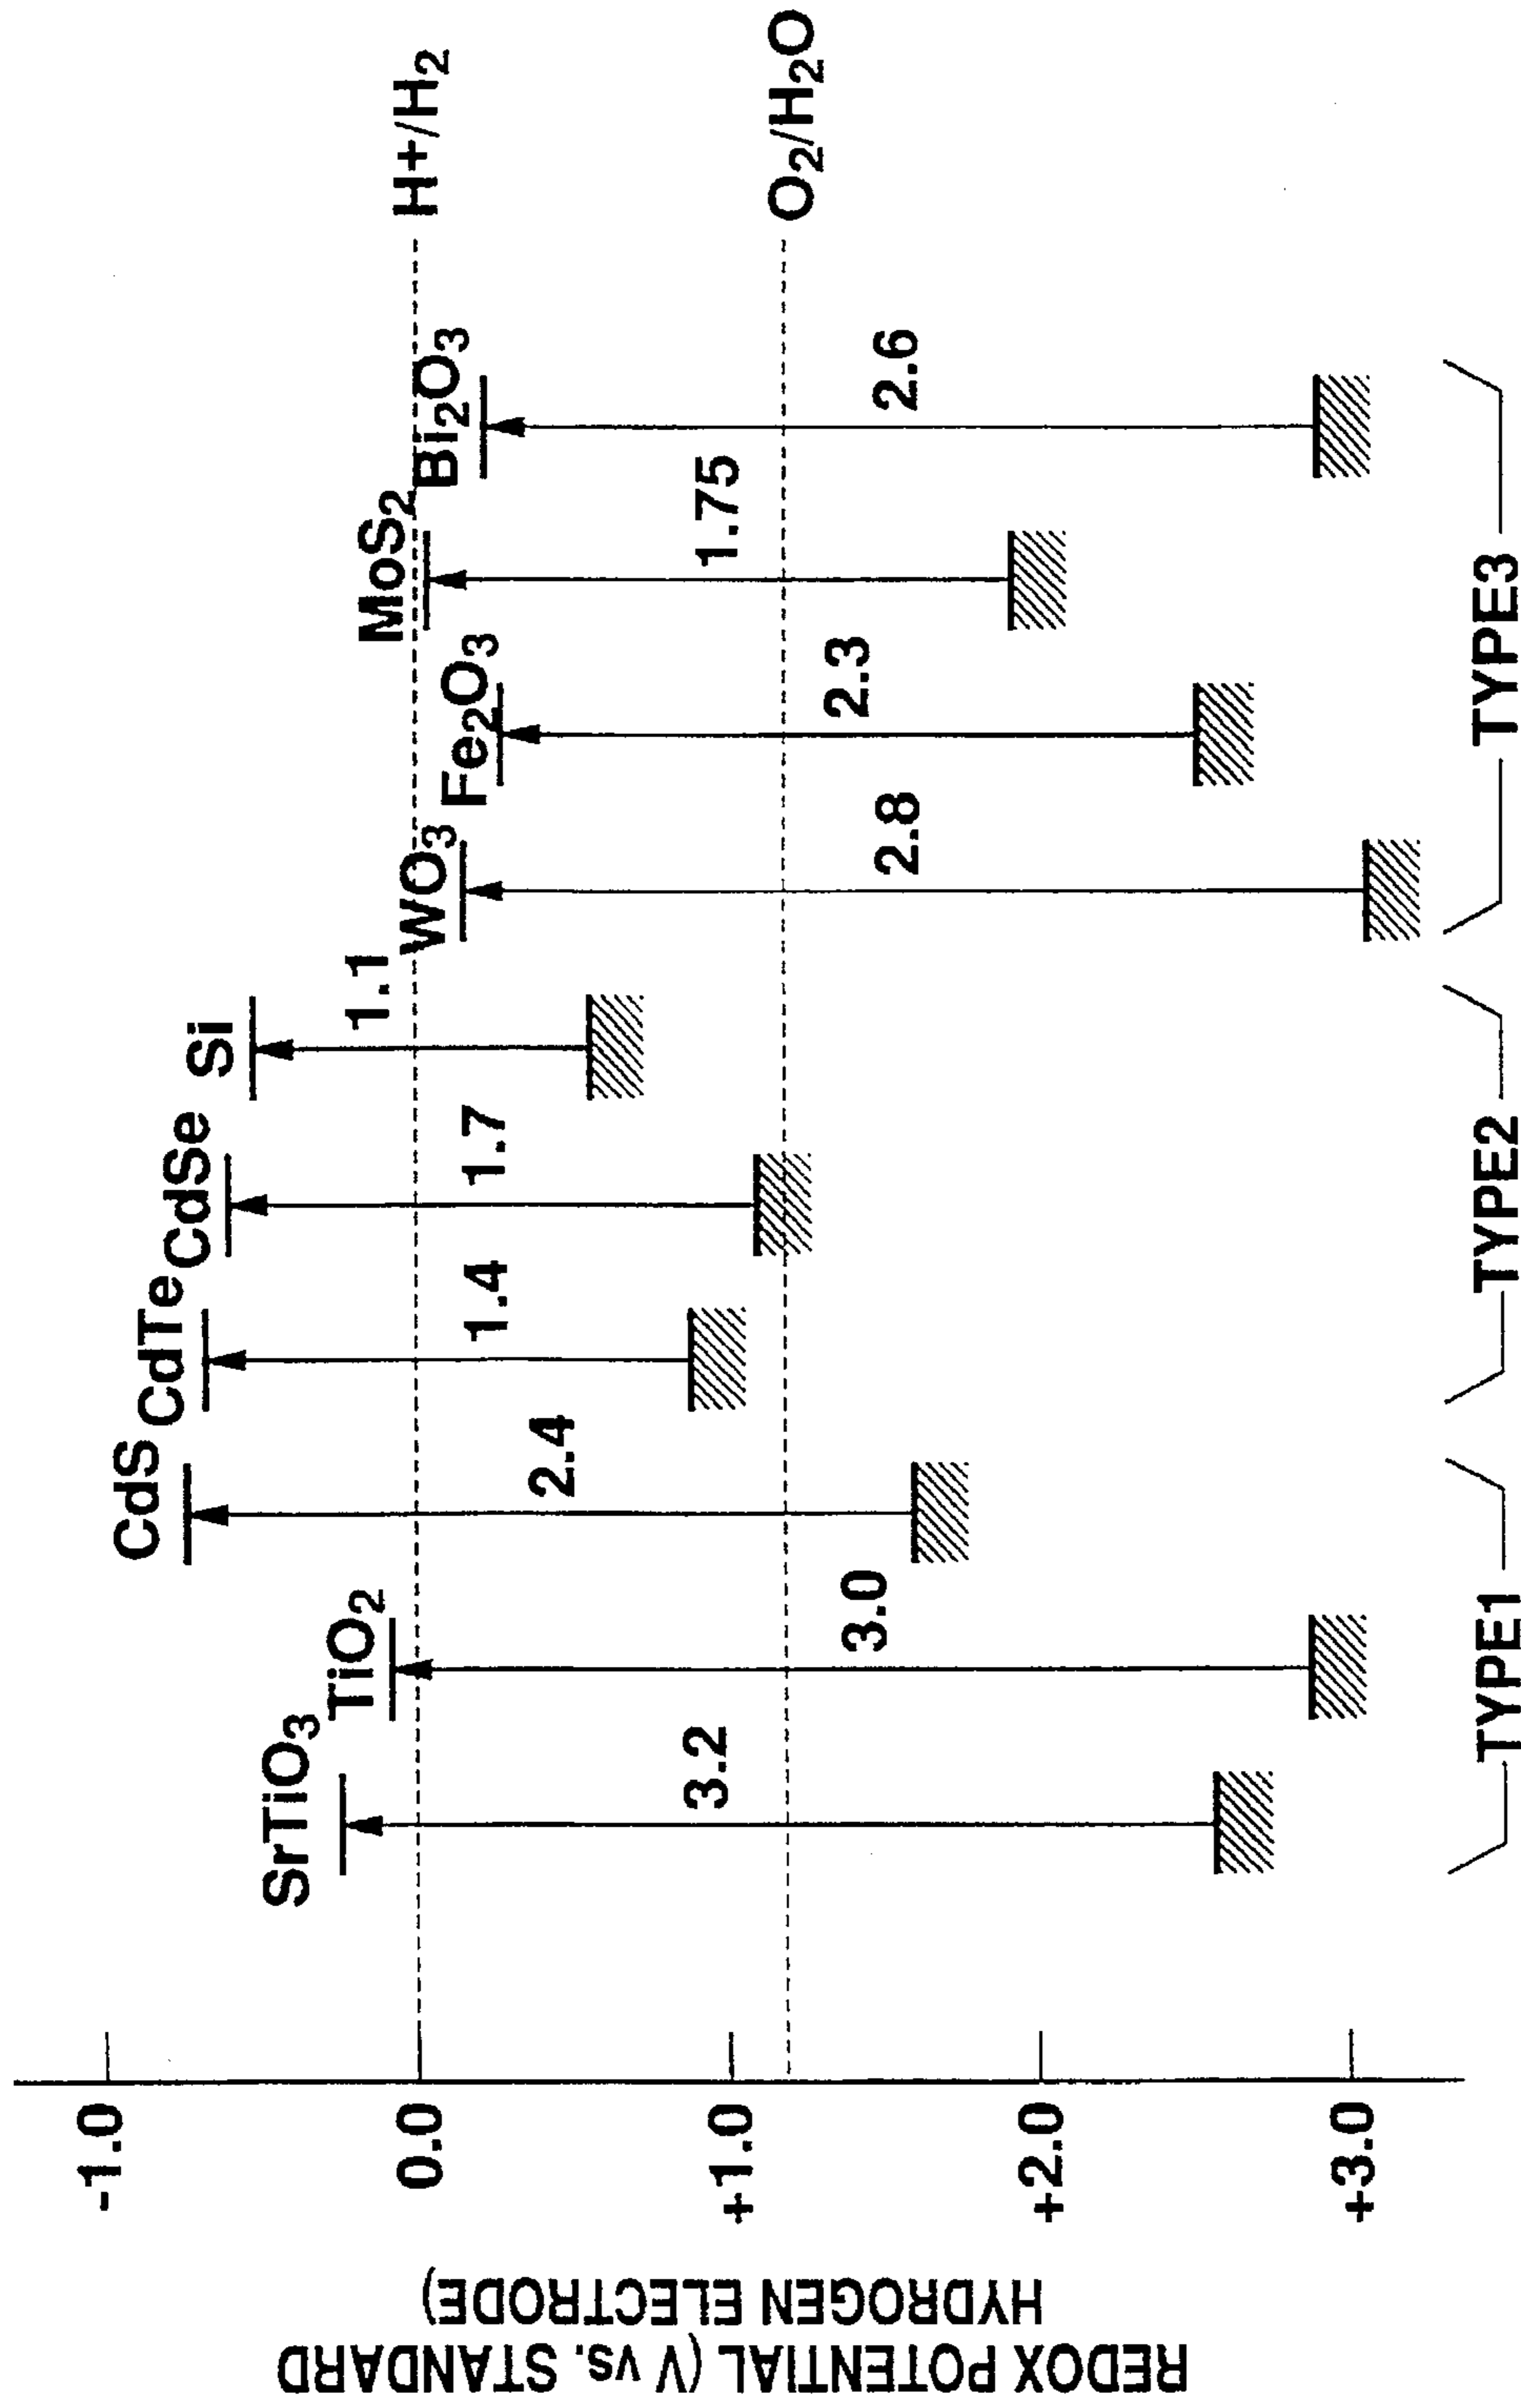 REDOX POTENTIAL (V vs. STANDARD
HYDROGEN ELECTRODE)
-1.0
0.0
+1.0
+2.0
+3.0
SrTiO3
TiO2
CdS
CdTe
CdSe
Si
WO3
Fe2O3
MoS2
Bi2O3
H+/H2
O2/H2O
3.2
3.0
2.4
1.4
1.7
1.1
2.8
2.3
1.75
2.6
TYPE1
TYPE2
TYPE3